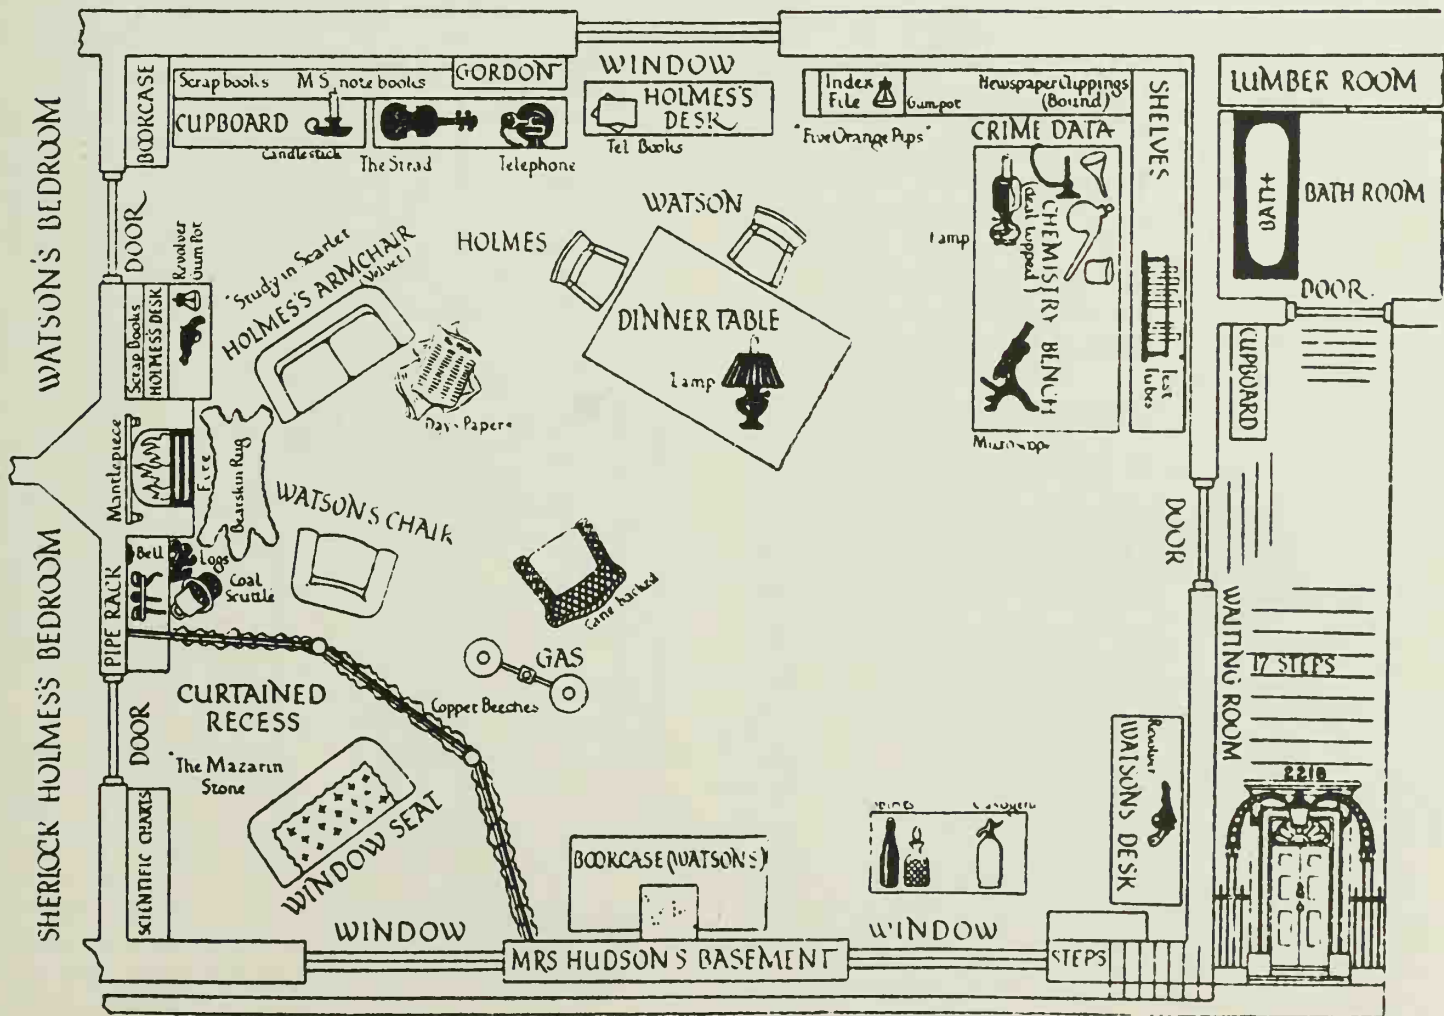 WATSON'S BEDROOM
SHERLOCK HOLMES'S BEDROOM
BOOKCASE
Scrapbooks
M S. note books
GORDON
CUPBOARD
Candlestick
The Strad
Telephone
WINDOW
HOLMES'S
DESK
Tel Books
Index
File
Gumpot
Newspaper Clippings
(Bound)
"Five Orange Pips"
CRIME DATA
SHELVES
LUMBER ROOM
BATH
BATH ROOM
DOOR.
DOOR
Revolver
Gum Pot
Scrap Books
HOLMES'S DESK
"Study in Scarlet
HOLMES'S ARMCHAIR
(Velvet)
HOLMES
WATSON
DINNER TABLE
Lamp
Lamp
(deal topped)
CHEMISTRY BENCH
Microscope
Test
Tubes
CUPBOARD
Days Papers
Mantlepiece
Fire
Bearskin Rug
WATSON'S CHAIR
Bell
Logs
Coal
Scuttle
PIPE RACK
Cane backed
GAS
Copper Beeches
CURTAINED
RECESS
"The Mazarin
Stone
DOOR
SCIENTIFIC CHARTS
WINDOW SEAT
WINDOW
BOOKCASE (WATSON'S)
MRS HUDSON'S BASEMENT
WINDOW
STEPS
Revolver
WATSONS DESK
DOOR
WAITING ROOM
17 STEPS
221B